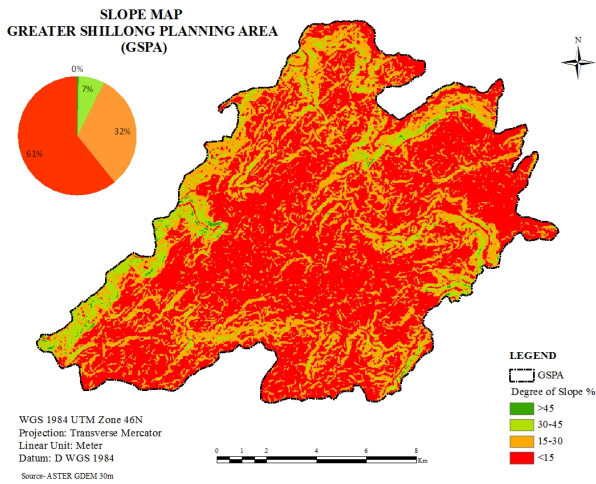 SLOPE MAP
GREATER SHILLONG PLANNING AREA
(GSPA)
N
0%
7%
32%
61%
LEGEND
GSPA
Degree of Slope %
>45
30-45
15-30
<15
WGS 1984 UTM Zone 46N
Projection: Transverse Mercator
Linear Unit: Meter
Datum: D WGS 1984
Source- ASTER GDEM 30m
0 2 4 6 8
Km